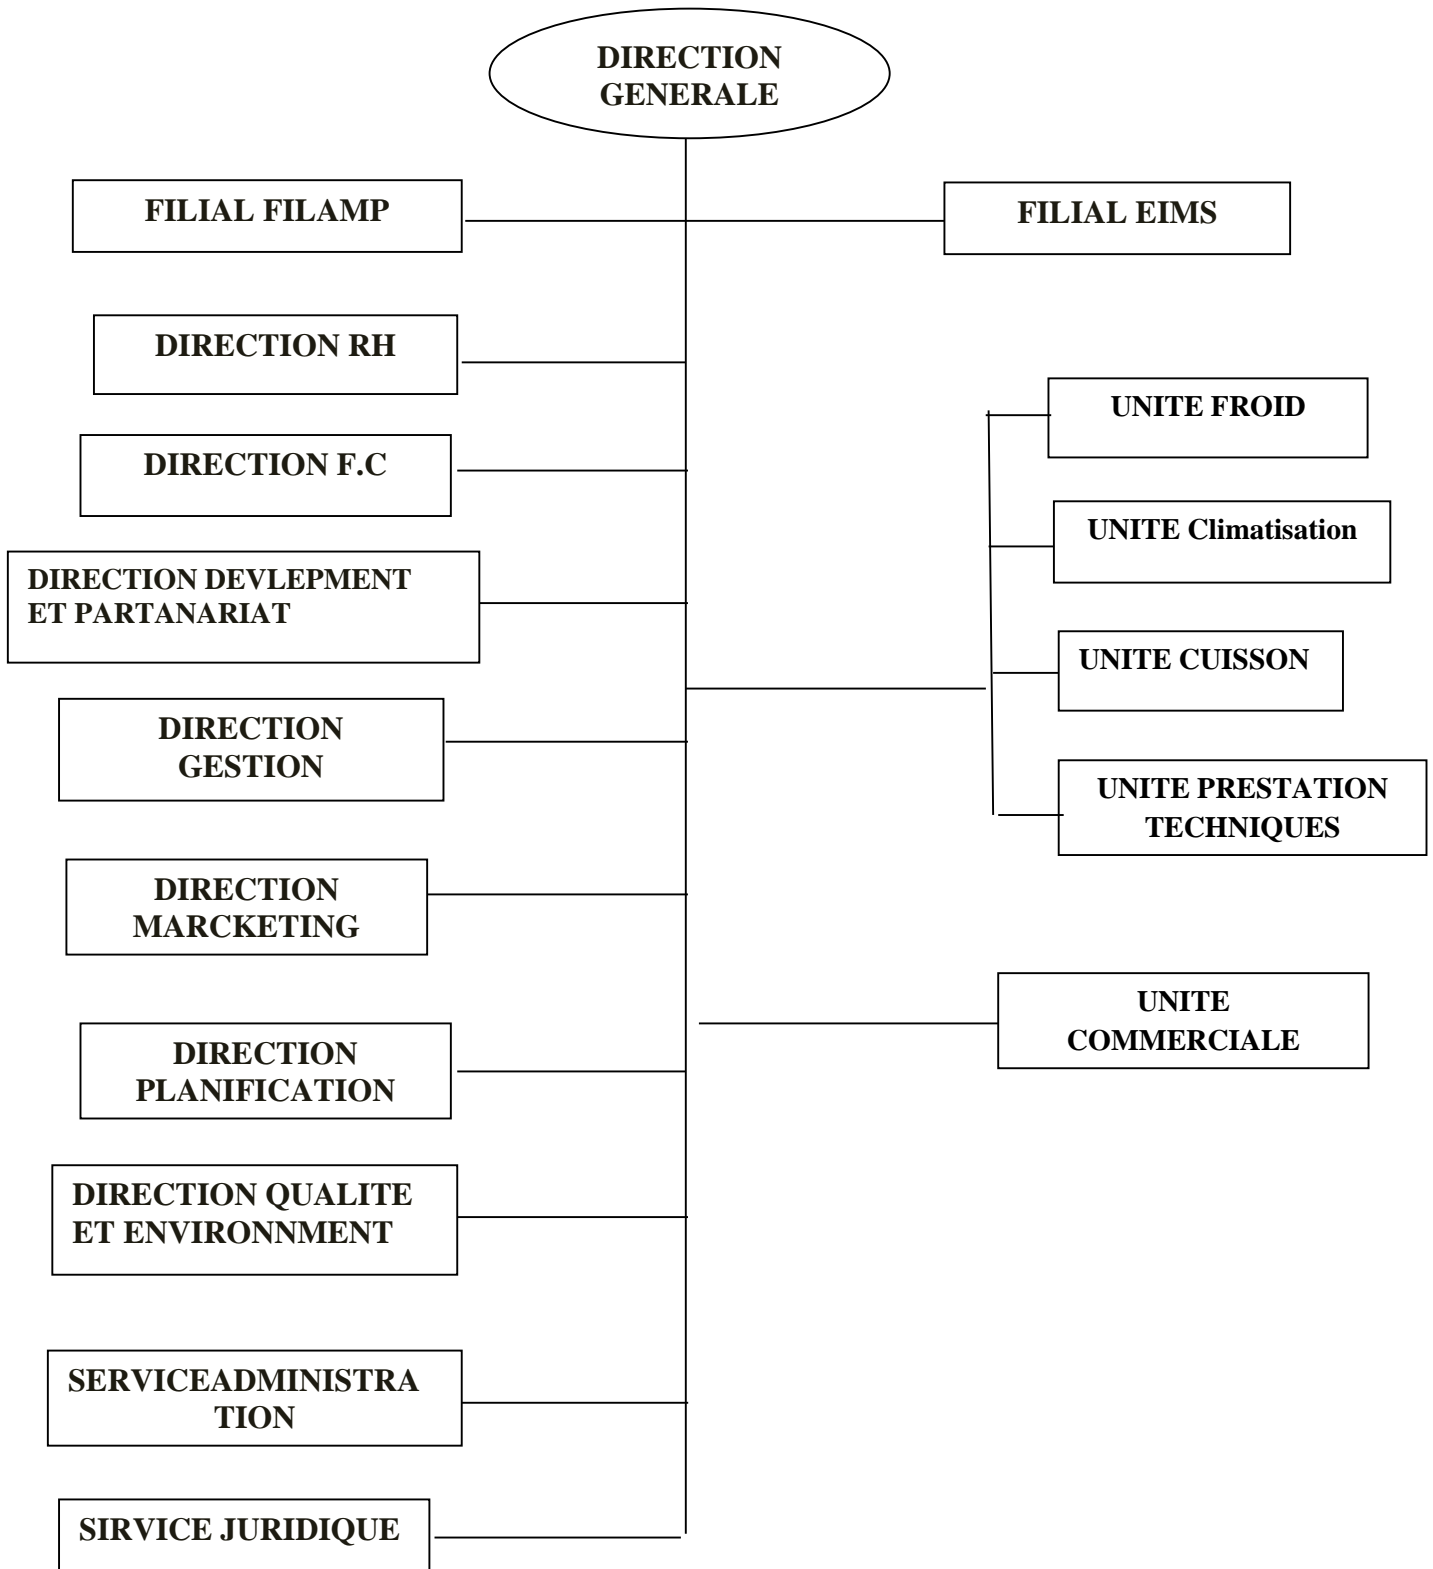 DIRECTION
GENERALE
FILIAL FILAMP
FILIAL EIMS
DIRECTION RH
DIRECTION F.C
DIRECTION DEVLEPMENT
ET PARTANARIAT
DIRECTION
GESTION
DIRECTION
MARCKETING
DIRECTION
PLANIFICATION
DIRECTION QUALITE
ET ENVIRONNMENT
SERVICEADMINISTRA
TION
SIRVICE JURIDIQUE
UNITE FROID
UNITE Climatisation
UNITE CUISSON
UNITE PRESTATION
TECHNIQUES
UNITE
COMMERCIALE